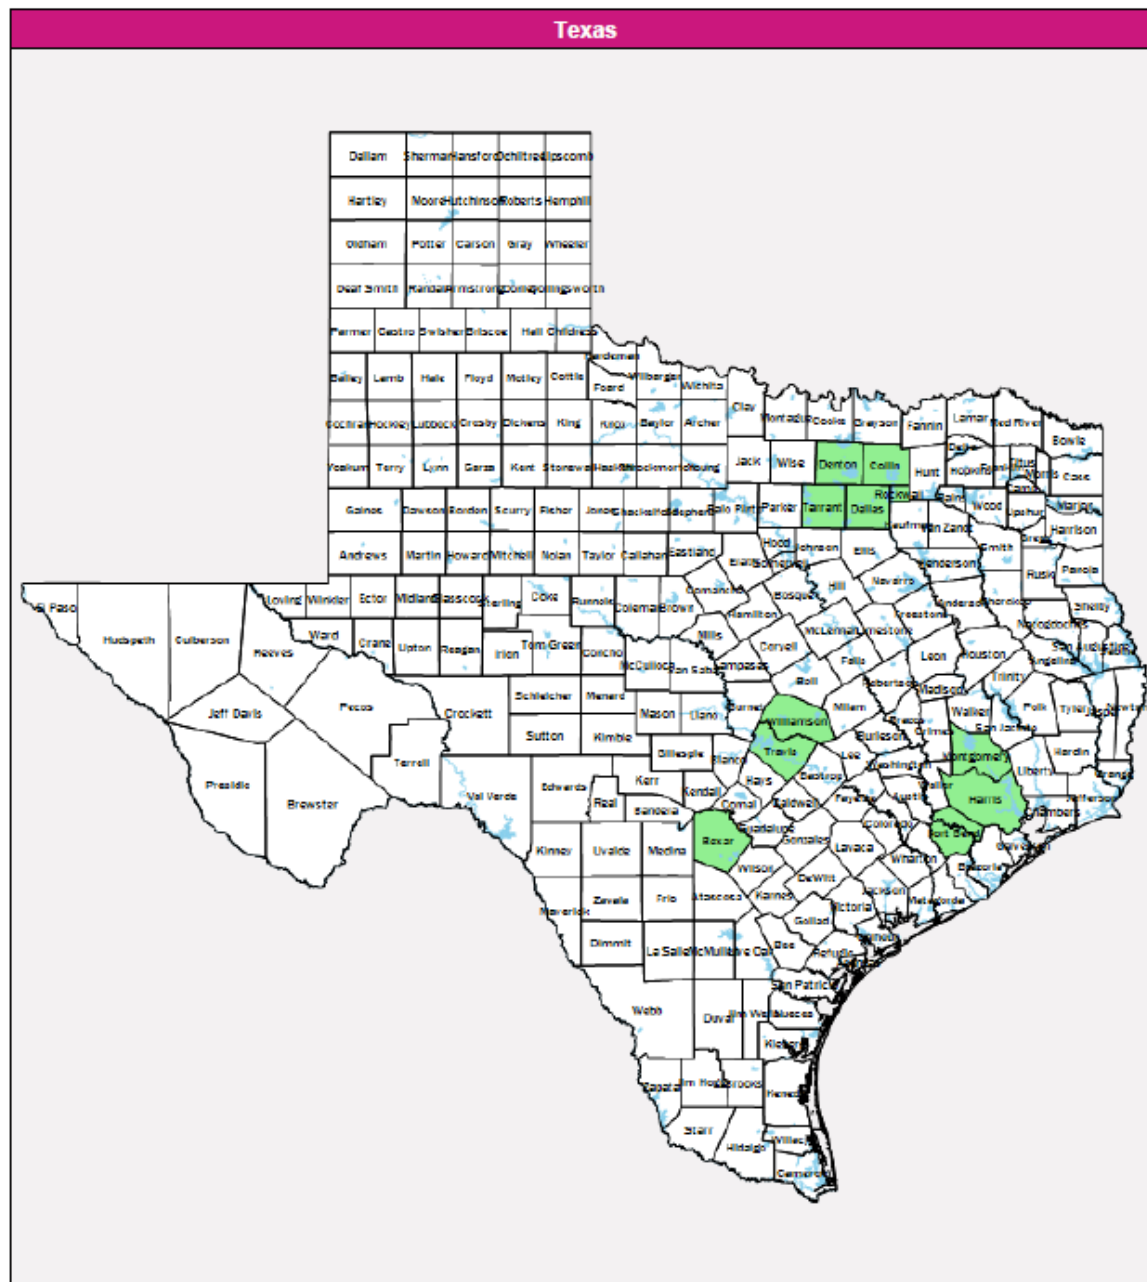 Texas
Dallam Sherman Hansford Ochiltree Lipscomb
Hartley Moore Hutchinson Roberts Hemphill
Oldham Potter Carson Gray Wheeler
Deaf Smith Randall Armstrong
Parmer Castro Swisher Briscoe Hall Childress
Hardeman
Bailey Lamb Hale Floyd Motley Cottle Foard Wilbarger Wichita
Clay Montague Cooke Grayson Fannin Lamar Red River Bowie
Cochran Hockley Lubbock Crosby Dickens King Knox Baylor Archer
Yoakum Terry Lynn Garza Kent Stonewall Young Jack Wise Denton Collin Hunt Hopkins Franklin Titus Morris Cass
Gaines Dawson Borden Scurry Fisher Jones Shackelford Stephens Palo Pinto Parker Tarrant Dallas Rockwall Rains Wood Upshur Marion
Kaufman Van Zandt Harrison
Andrews Martin Howard Mitchell Nolan Taylor Callahan Eastland Erath Hood Somervell Johnson Ellis Henderson Smith Rusk Panola
El Paso Hudspeth Culberson Reeves Loving Winkler Ector Midland Glasscock Sterling Coke Runnels Coleman Brown Comanche Hamilton Bosque Hill Navarro Freestone Anderson Cherokee Nacogdoches Shelby
Ward Crane Upton Reagan Irion Tom Green Concho McCulloch San Saba Mills Lampasas Coryell McLennan Limestone Falls Leon Houston Angelina San Augustine
Jeff Davis Pecos Crockett Schleicher Menard Mason Llano Burnet Bell Milam Robertson Madison Trinity Polk Tyler Jasper Newton
Sutton Kimble Gillespie Blanco Williamson Travis Lee Burleson Grimes Walker San Jacinto Hardin
Presidio Brewster Terrell Val Verde Edwards Kerr Real Bandera Kendall Hays Bastrop Washington Waller Montgomery Liberty Orange
Comal Caldwell Fayette Austin Harris Chambers Jefferson
Kinney Uvalde Medina Bexar Guadalupe Gonzales Lavaca Colorado Fort Bend Galveston
Wilson DeWitt Wharton Brazoria
Maverick Zavala Frio Atascosa Karnes Victoria Jackson Matagorda
Dimmit La Salle McMullen Live Oak Bee Goliad Refugio
San Patricio
Webb Duval Jim Wells Nueces
Kleberg
Zapata Jim Hogg Brooks Kenedy
Starr Hidalgo Willacy
Cameron